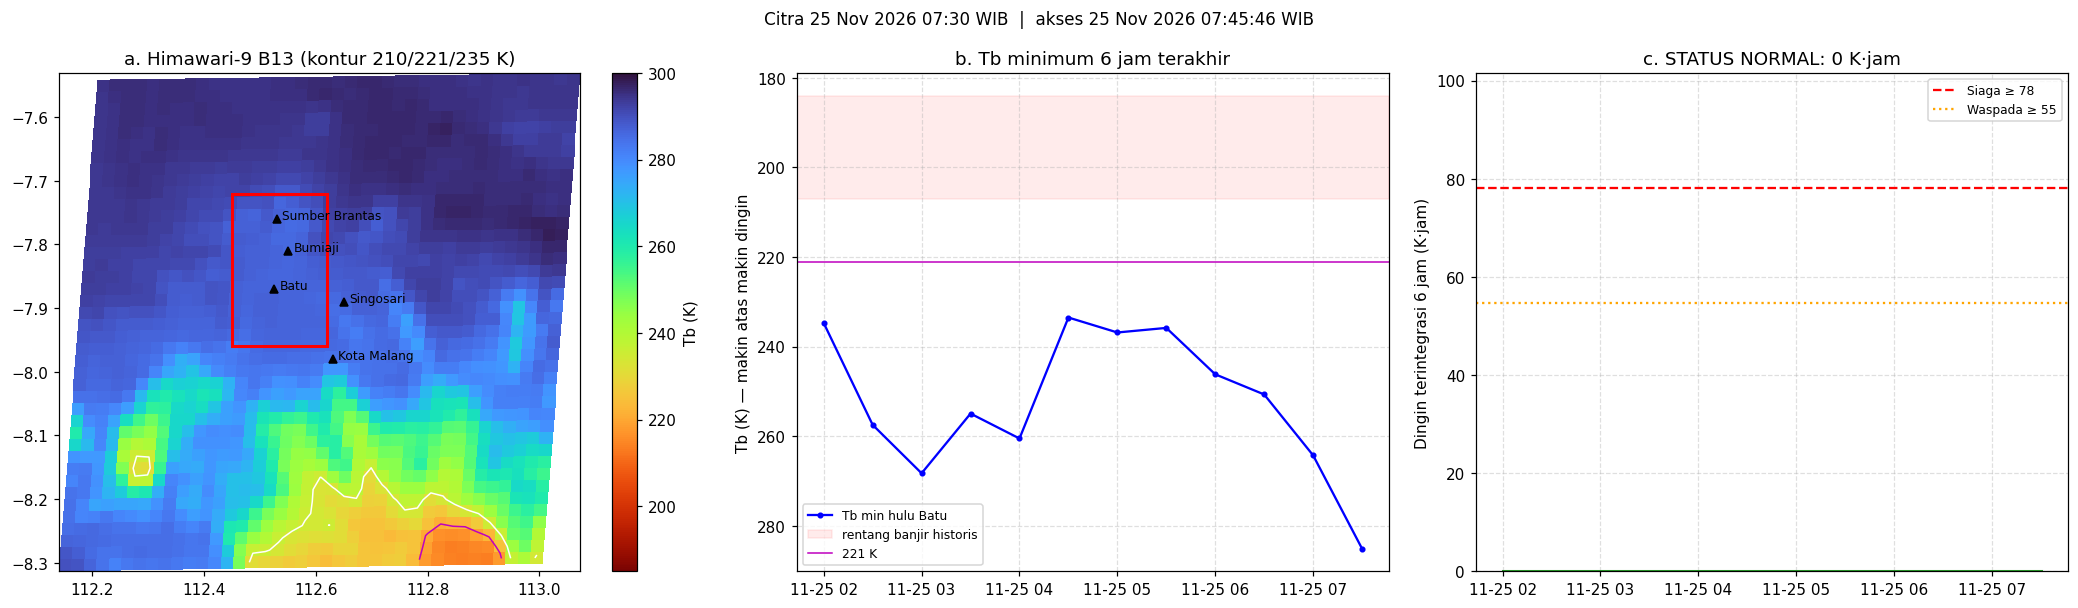 Citra 25 Nov 2026 07:30 WIB  |  akses 25 Nov 2026 07:45:46 WIB
a. Himawari-9 B13 (kontur 210/221/235 K)
−7.6
−7.7
−7.8
−7.9
−8.0
−8.1
−8.2
−8.3
112.2
112.4
112.6
112.8
113.0
Sumber Brantas
Bumiaji
Batu
Singosari
Kota Malang
300
280
260
240
220
200
Tb (K)
b. Tb minimum 6 jam terakhir
Tb (K) — makin atas makin dingin
180
200
220
240
260
280
Tb min hulu Batu
rentang banjir historis
221 K
11-25 02
11-25 03
11-25 04
11-25 05
11-25 06
11-25 07
c. STATUS NORMAL: 0 K·jam
Dingin terintegrasi 6 jam (K·jam)
100
80
60
40
20
0
Siaga ≥ 78
Waspada ≥ 55
11-25 02
11-25 03
11-25 04
11-25 05
11-25 06
11-25 07